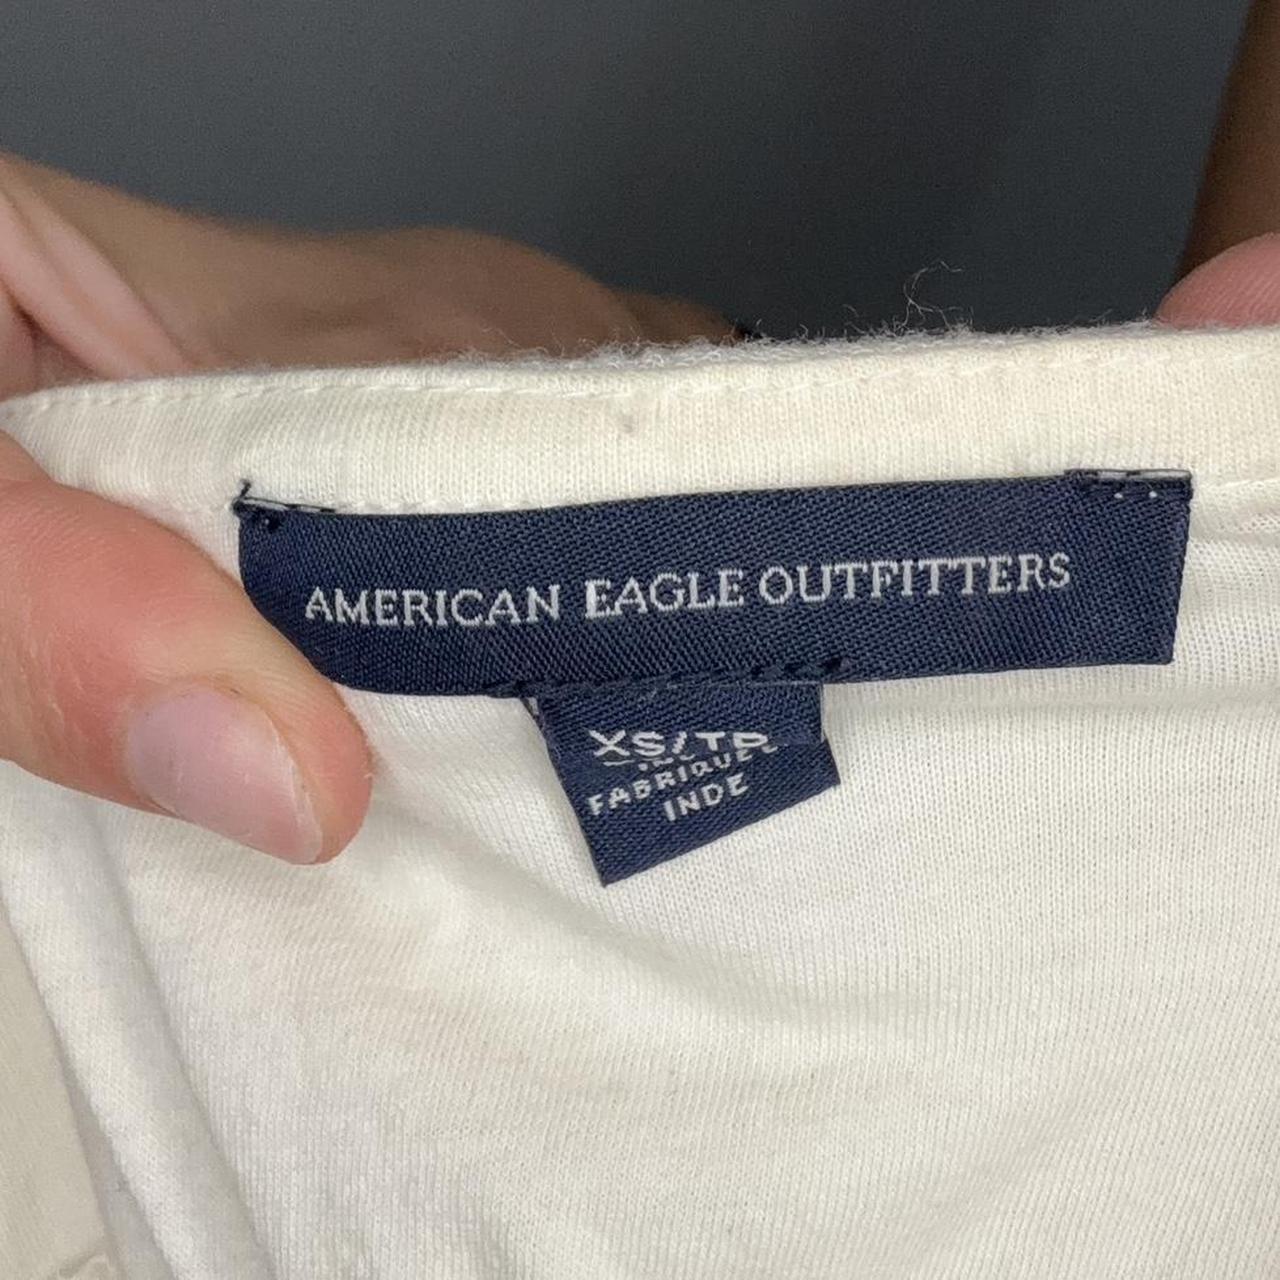 AMERICAN EAGLE OUTFITTERS
XS/TP
FABRIQUE
INDE